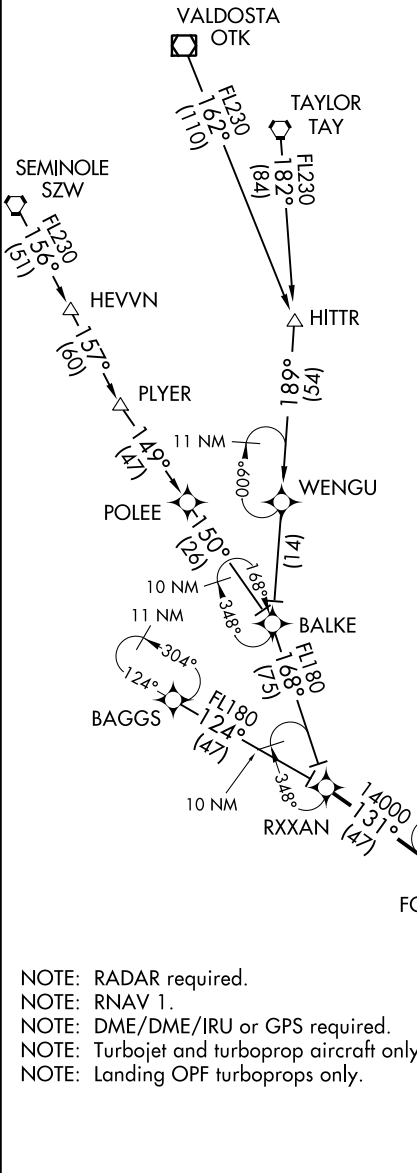 VALDOSTA
OTK
FL230
162°
(110)
TAYLOR
TAY
FL230
182°
(84)
SEMINOLE
SZW
FL230
156°
(51)
HEVVN
157°
(60)
HITTR
PLYER
189°
(54)
149°
(47)
11 NM
009°
WENGU
POLEE
150°
(26)
(14)
10 NM
168°
348°
BALKE
11 NM
304°
124°
FL180
168°
(75)
BAGGS
FL180
124°
(47)
10 NM
348°
RXXAN
14000
131°
(47)
FO
NOTE: RADAR required.
NOTE: RNAV 1.
NOTE: DME/DME/IRU or GPS required.
NOTE: Turbojet and turboprop aircraft only
NOTE: Landing OPF turboprops only.